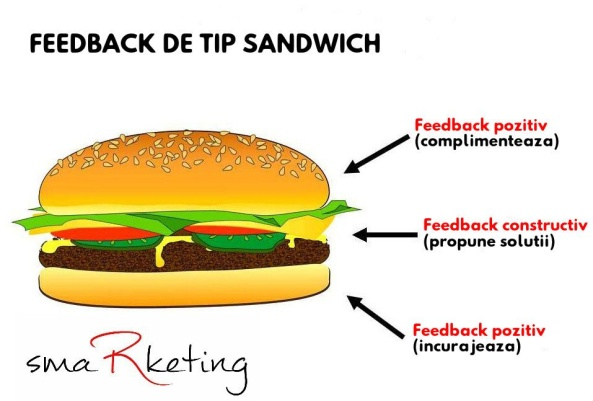 FEEDBACK DE TIP SANDWICH
Feedback pozitiv
(complimenteaza)
Feedback constructiv
(propune solutii)
Feedback pozitiv
(incurajeaza)
smaRketing